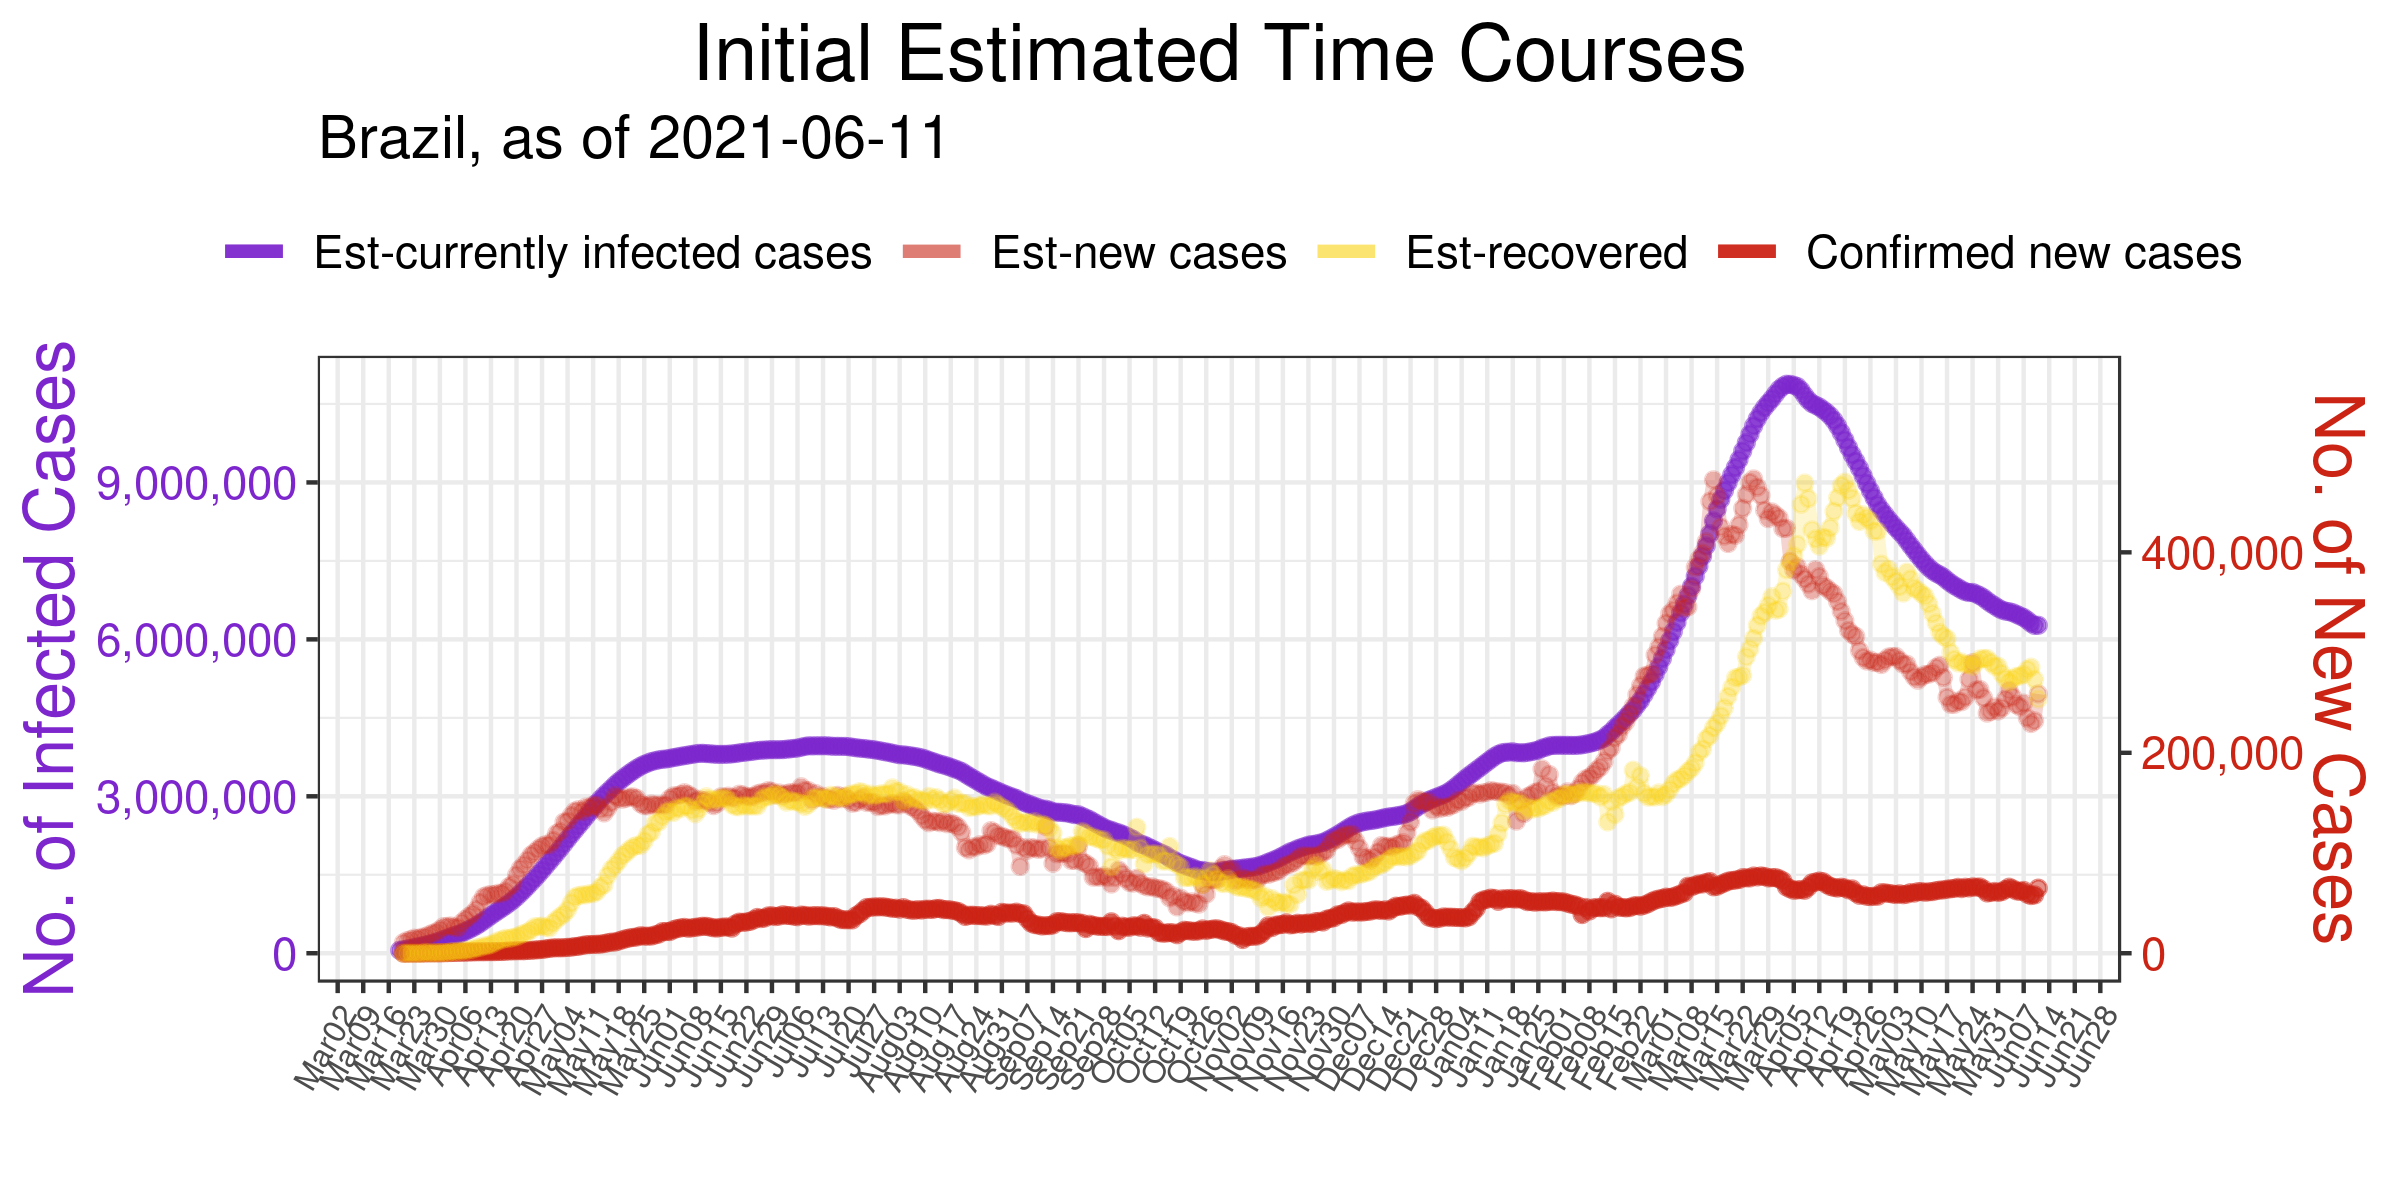 Initial Estimated Time Courses
Brazil, as of 2021-06-11
Est-currently infected cases Est-new cases Est-recovered Confirmed new cases
No. of Infected Cases
9,000,000
6,000,000
3,000,000
0
No. of New Cases
400,000
200,000
0
Mar02
Mar09
Mar16
Mar23
Mar30
Apr06
Apr13
Apr20
Apr27
May04
May11
May18
May25
Jun01
Jun08
Jun15
Jun22
Jun29
Jul06
Jul13
Jul20
Jul27
Aug03
Aug10
Aug17
Aug24
Aug31
Sep07
Sep14
Sep21
Sep28
Oct05
Oct12
Oct19
Oct26
Nov02
Nov09
Nov16
Nov23
Nov30
Dec07
Dec14
Dec21
Dec28
Jan04
Jan11
Jan18
Jan25
Feb01
Feb08
Feb15
Feb22
Mar01
Mar08
Mar15
Mar22
Mar29
Apr05
Apr12
Apr19
Apr26
May03
May10
May17
May24
May31
Jun07
Jun14
Jun21
Jun28